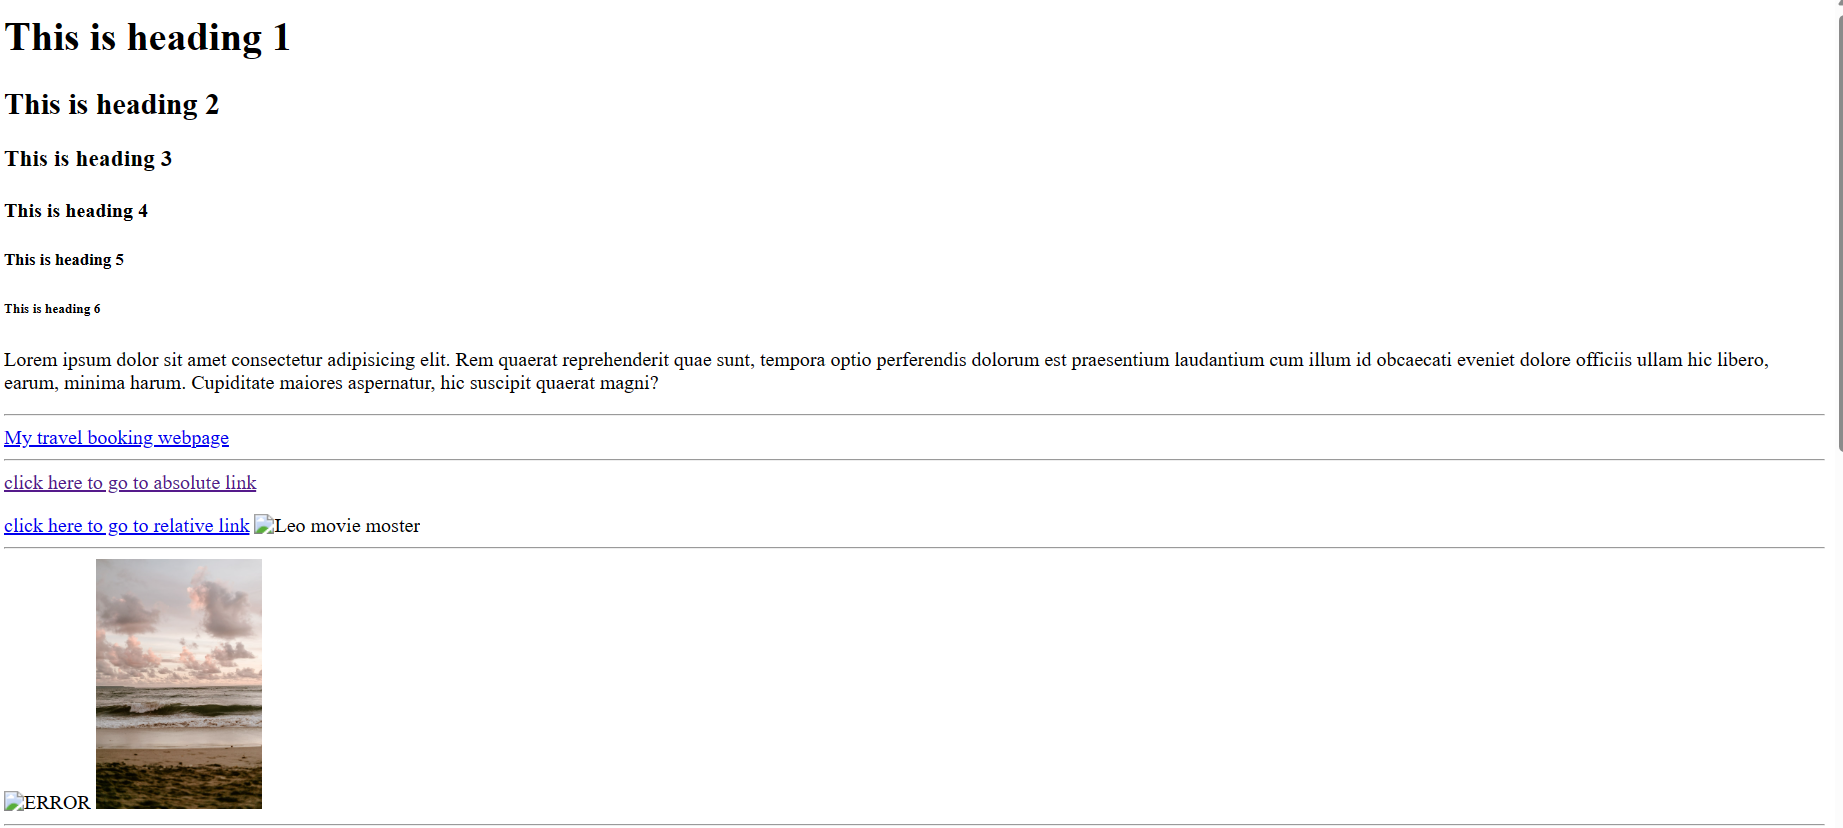 This is heading 1
This is heading 2
This is heading 3
This is heading 4
This is heading 5
This is heading 6
Lorem ipsum dolor sit amet consectetur adipisicing elit. Rem quaerat reprehenderit quae sunt, tempora optio perferendis dolorum est praesentium laudantium cum illum id obcaecati eveniet dolore officiis ullam hic libero,
earum, minima harum. Cupiditate maiores aspernatur, hic suscipit quaerat magni?
My travel booking webpage
click here to go to absolute link
click here to go to relative link Leo movie moster
ERROR